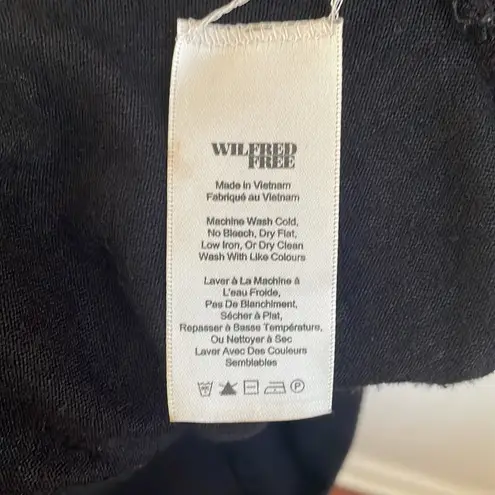 WILFRED
FREE
Made in Vietnam
Fabriqué au Vietnam
Machine Wash Cold,
No Bleach, Dry Flat,
Low Iron, Or Dry Clean
Wash With Like Colours
Laver à La Machine à
L'eau Froide,
Pas De Blanchiment,
Sécher à Plat,
Repasser à Basse Température,
Ou Nettoyer à Sec
Laver Avec Des Couleurs
Semblables
P